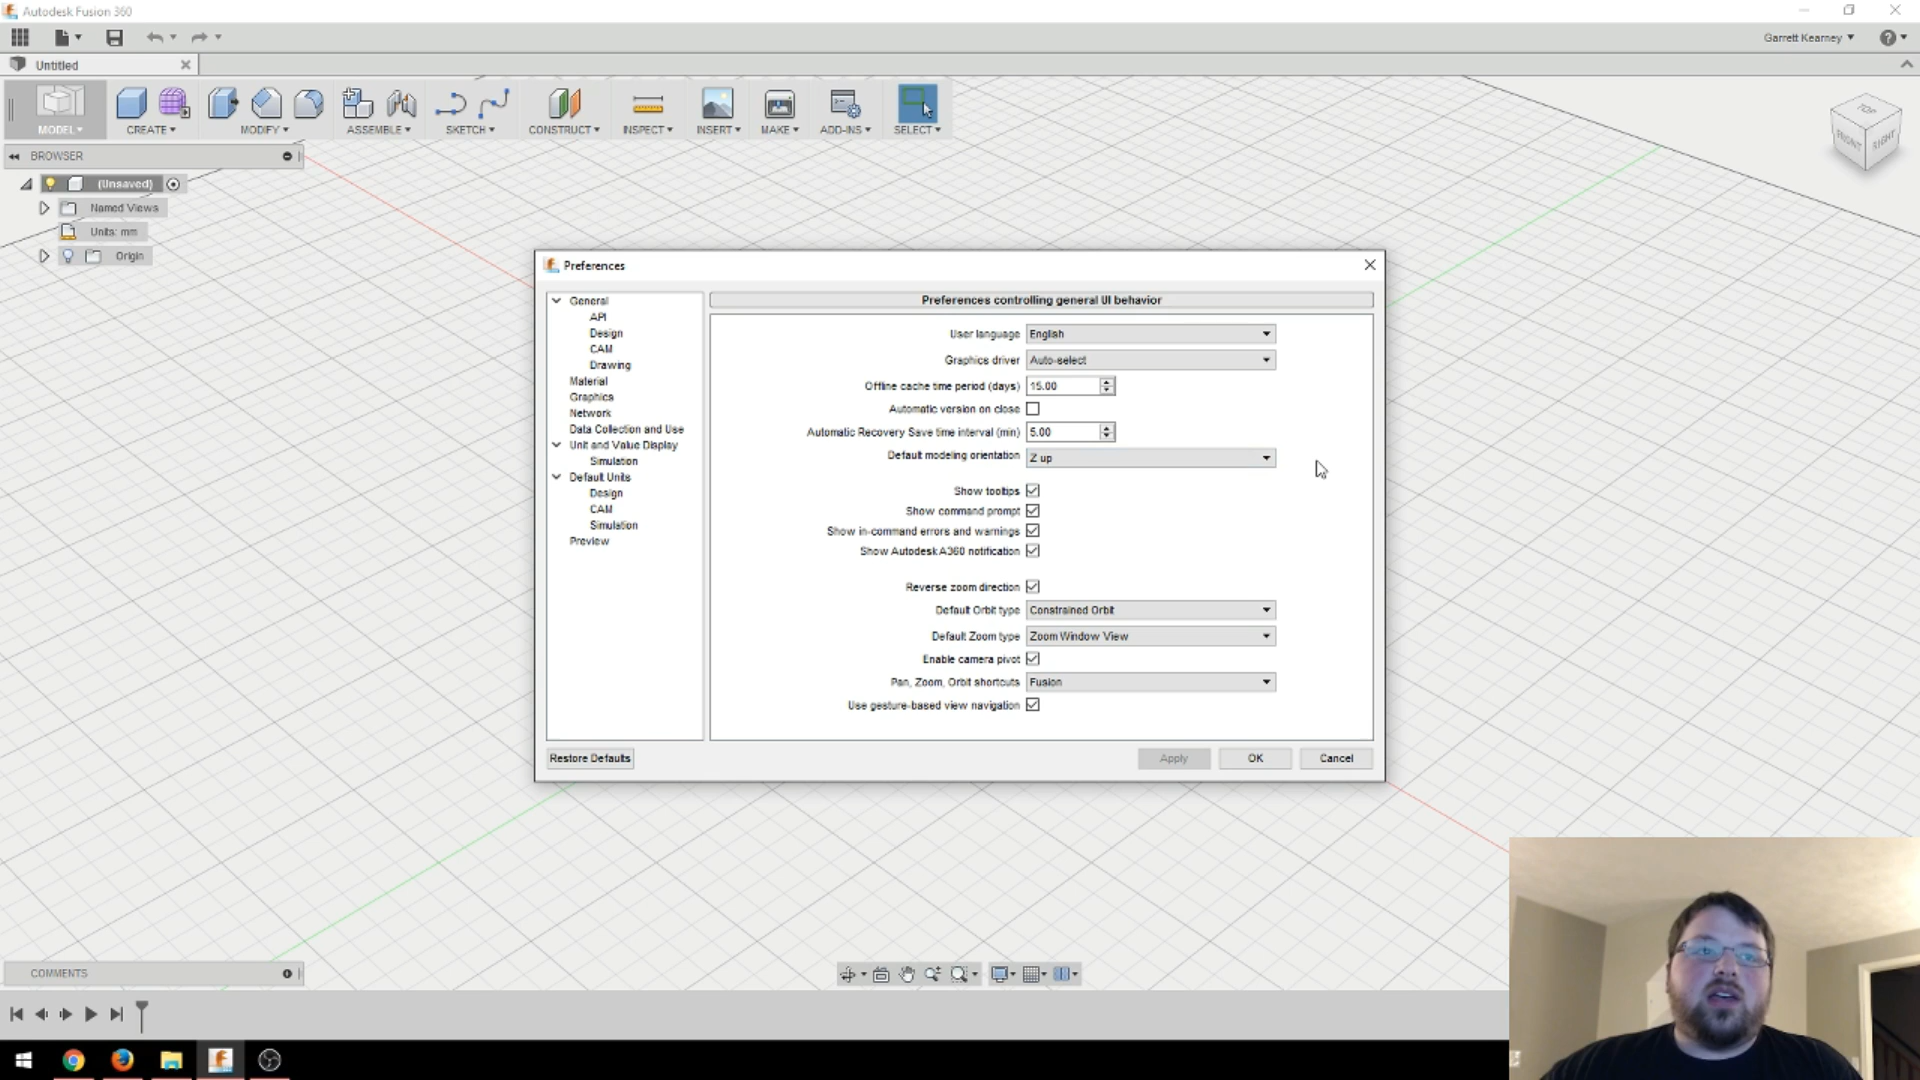 Autodesk Fusion 360
Garrett Kearney
Untitled
MODEL
CREATE
MODIFY
ASSEMBLE
SKETCH
CONSTRUCT
INSPECT
INSERT
MAKE
ADD-INS
SELECT
TOP
FRONT
RIGHT
BROWSER
(Unsaved)
Named Views
Units: mm
Origin
Preferences
General
API
Design
CAM
Drawing
Material
Graphics
Network
Data Collection and Use
Unit and Value Display
Simulation
Default Units
Design
CAM
Simulation
Preview
Preferences controlling general UI behavior
User language English
Graphics driver Auto-select
Offline cache time period (days) 15.00
Automatic version on close
Automatic Recovery Save time interval (min) 5.00
Default modeling orientation Z up
Show tooltips
Show command prompt
Show in-command errors and warnings
Show Autodesk A360 notification
Reverse zoom direction
Default Orbit type Constrained Orbit
Default Zoom type Zoom Window View
Enable camera pivot
Pan, Zoom, Orbit shortcuts Fusion
Use gesture-based view navigation
Restore Defaults
Apply
OK
Cancel
COMMENTS